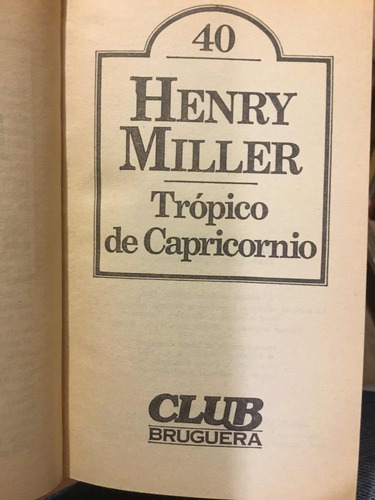 40
HENRY
MILLER
Trópico
de Capricornio
CLUB
BRUGUERA